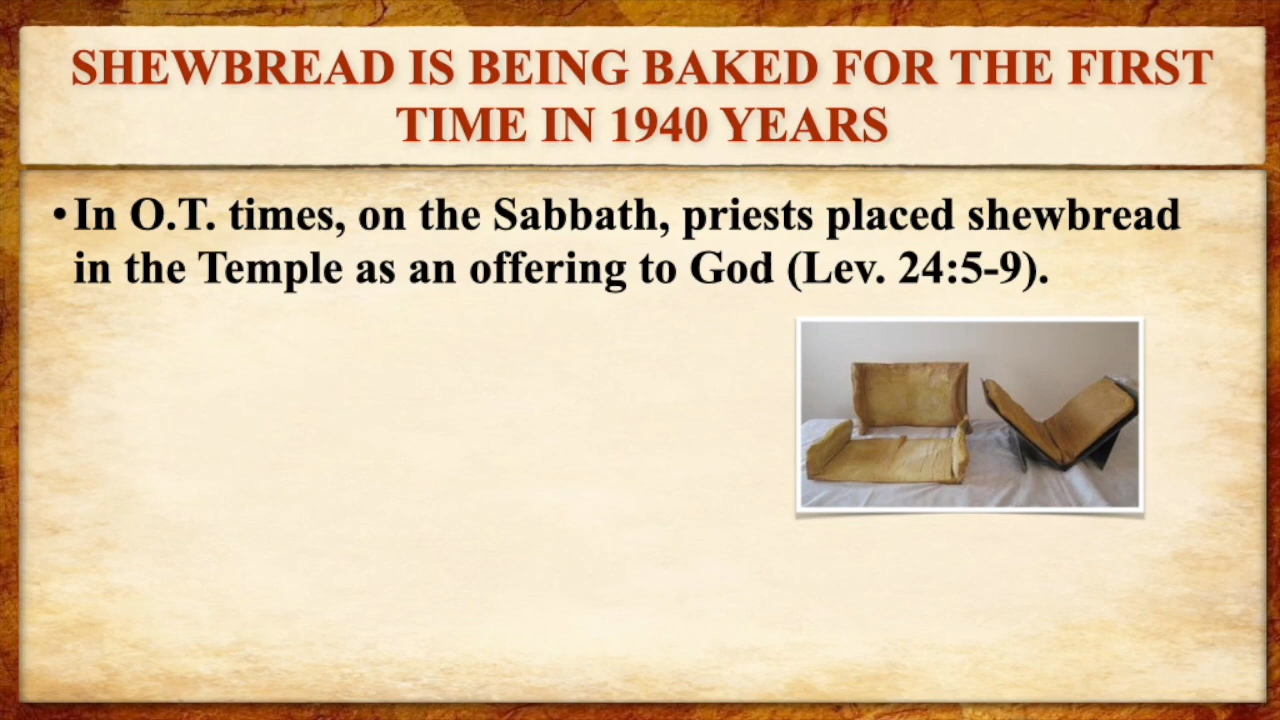 SHEWBREAD IS BEING BAKED FOR THE FIRST
TIME IN 1940 YEARS
•In O.T. times, on the Sabbath, priests placed shewbread
in the Temple as an offering to God (Lev. 24:5-9).